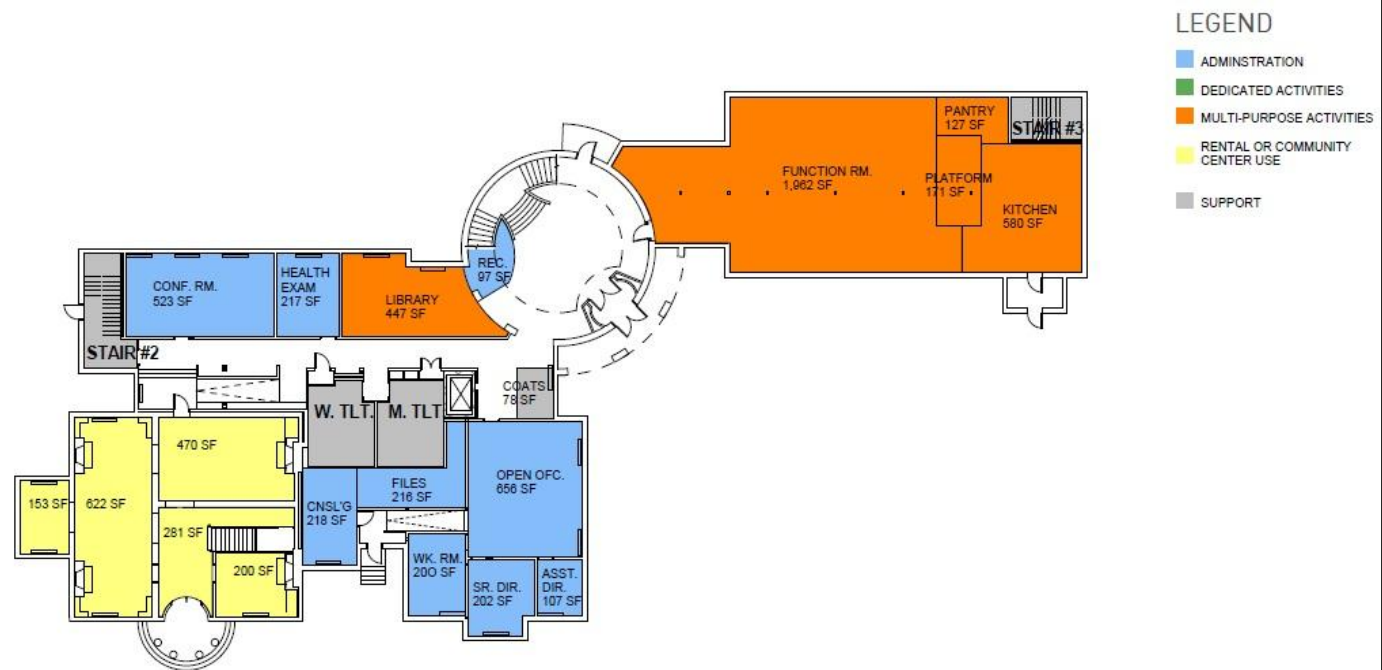 LEGEND
ADMINSTRATION
DEDICATED ACTIVITIES
MULTI-PURPOSE ACTIVITIES
RENTAL OR COMMUNITY
CENTER USE
SUPPORT
PANTRY
127 SF
STAIR #3
FUNCTION RM.
1,962 SF
PLATFORM
171 SF
KITCHEN
580 SF
REC.
97 SF
CONF. RM.
523 SF
HEALTH
EXAM
217 SF
LIBRARY
447 SF
STAIR #2
COATS
78 SF
W. TLT.
M. TLT
470 SF
153 SF
622 SF
281 SF
200 SF
CNSL'G
218 SF
FILES
216 SF
OPEN OFC.
656 SF
WK. RM.
20O SF
SR. DIR.
202 SF
ASST.
DIR.
107 SF